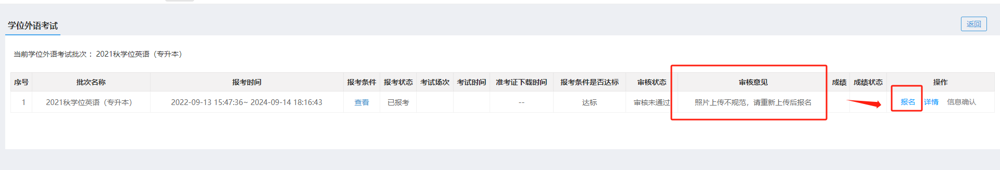 学位外语考试
返回
当前学位外语考试批次 ： 2021秋学位英语（专升本）
序号 批次名称 报考时间 报考条件 报考状态 考试场次 考试时间 准考证下载时间 报考条件是否达标 审核状态 审核意见 成绩 成绩状态 操作
1 2021秋学位英语（专升本） 2022-09-13 15:47:36~ 2024-09-14 18:16:43 查看 已报考 -- 达标 审核未通过 照片上传不规范，请重新上传后报名 报名 详情 信息确认